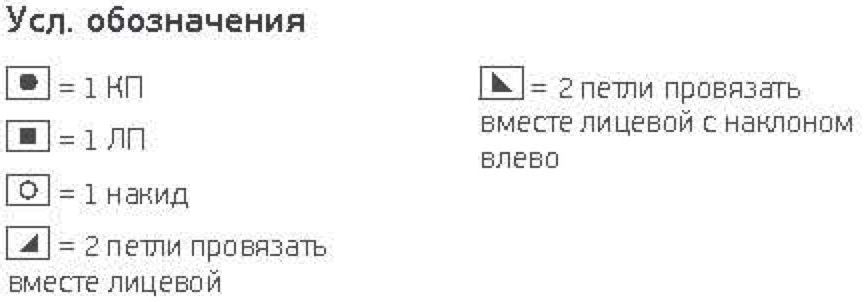 Усл. обозначения
= 1 КП
= 1 ЛП
= 1 накид
= 2 петли провязать
вместе лицевой
= 2 петли провязать
вместе лицевой с наклоном
влево